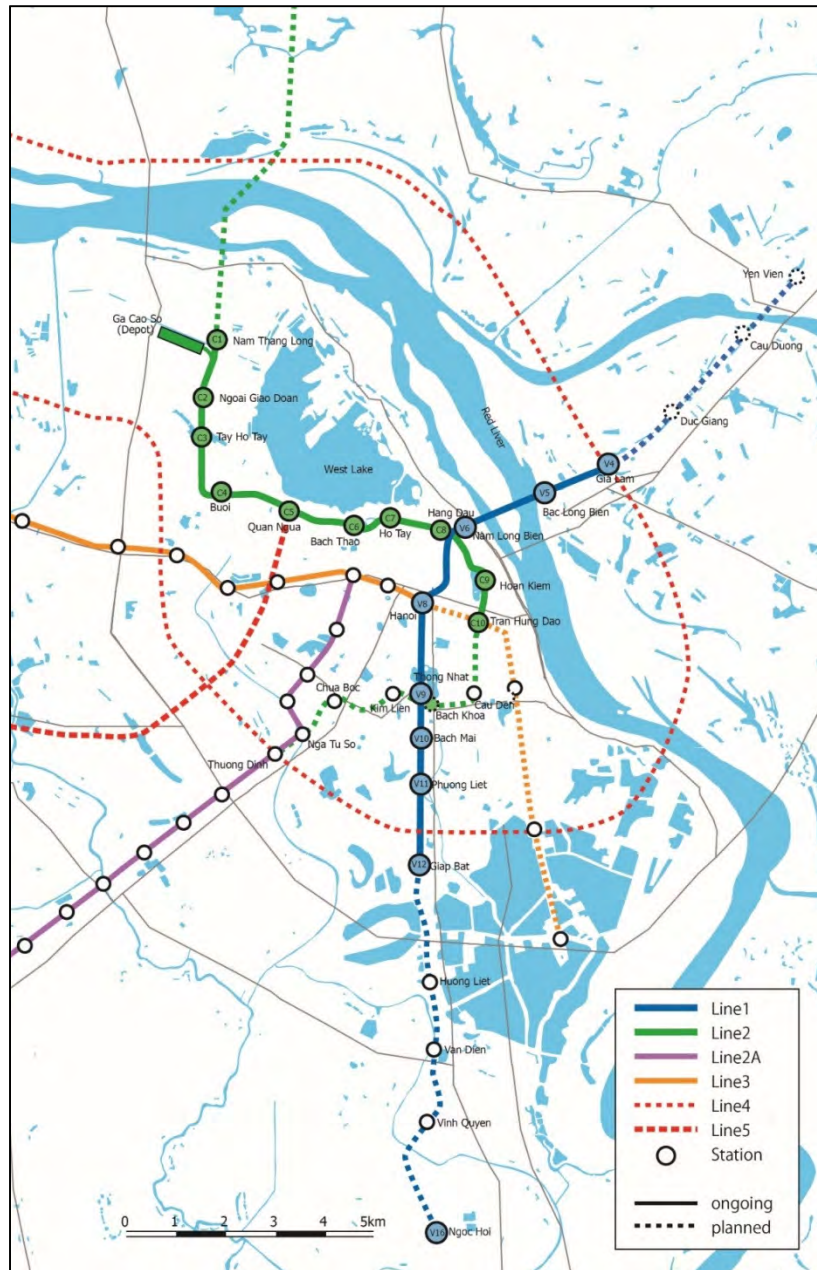 Yen Vien
Ga Cao So
(Depot)
C1
Nam Thang Long
Cau Duong
C2
Ngoai Giao Doan
Duc Giang
C3
Tay Ho Tay
Red Liver
West Lake
V4
Gia Lam
C4
Buoi
V5
Bac Long Bien
C5
Quan Ngua
C6
Bach Thao
C7
Ho Tay
Hang Dau
C8
V6
Nam Long Bien
C9
Hoan Kiem
V8
Hanoi
C10
Tran Hung Dao
Thong Nhat
Chua Boc
V9
Kim Lien
Bach Khoa
Cau Den
Nga Tu So
V10
Bach Mai
Thuong Dinh
V11
Phuong Liet
V12
Giap Bat
Huong Liet
Van Dien
Vinh Quyen
V16
Ngoc Hoi
0 1 2 3 4 5km
Line1
Line2
Line2A
Line3
Line4
Line5
Station
ongoing
planned